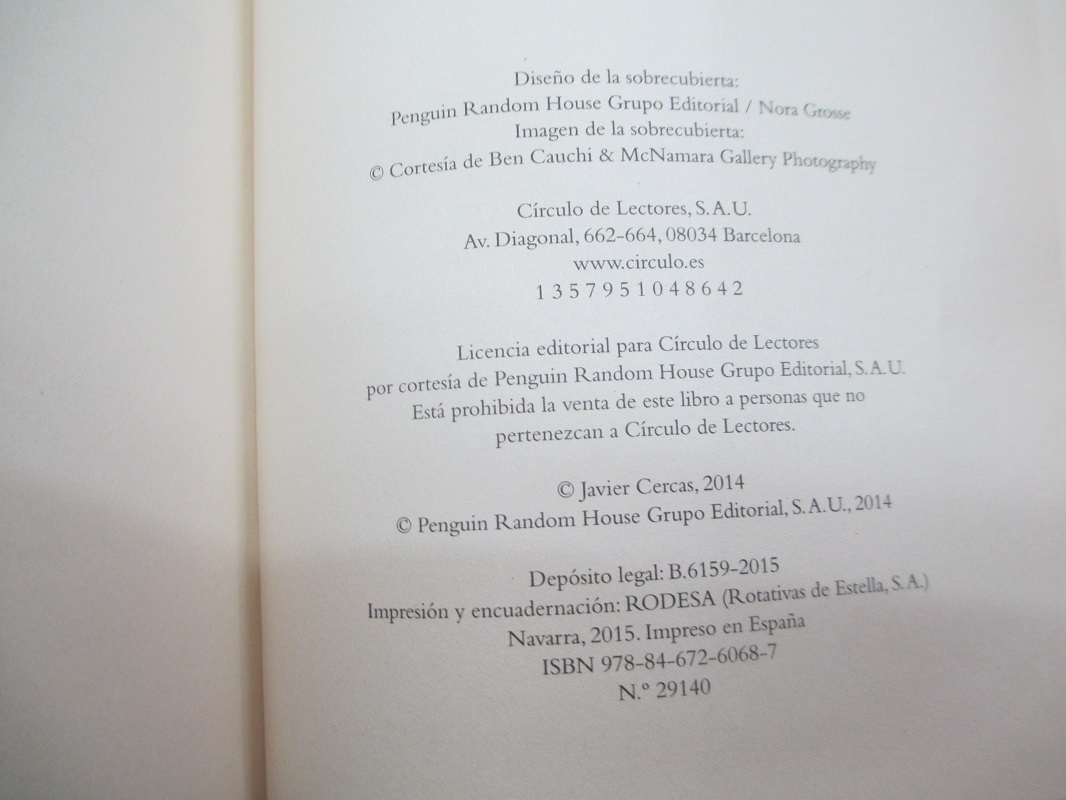 Diseño de la sobrecubierta:
Penguin Random House Grupo Editorial / Nora Grosse
Imagen de la sobrecubierta:
© Cortesía de Ben Cauchi & McNamara Gallery Photography
Círculo de Lectores, S.A.U.
Av. Diagonal, 662-664, 08034 Barcelona
www.circulo.es
1 3 5 7 9 5 1 0 4 8 6 4 2
Licencia editorial para Círculo de Lectores
por cortesía de Penguin Random House Grupo Editorial, S.A.U.
Está prohibida la venta de este libro a personas que no
pertenezcan a Círculo de Lectores.
© Javier Cercas, 2014
© Penguin Random House Grupo Editorial, S.A.U., 2014
Depósito legal: B.6159-2015
Impresión y encuadernación: RODESA (Rotativas de Estella, S.A.)
Navarra, 2015. Impreso en España
ISBN 978-84-672-6068-7
N.º 29140